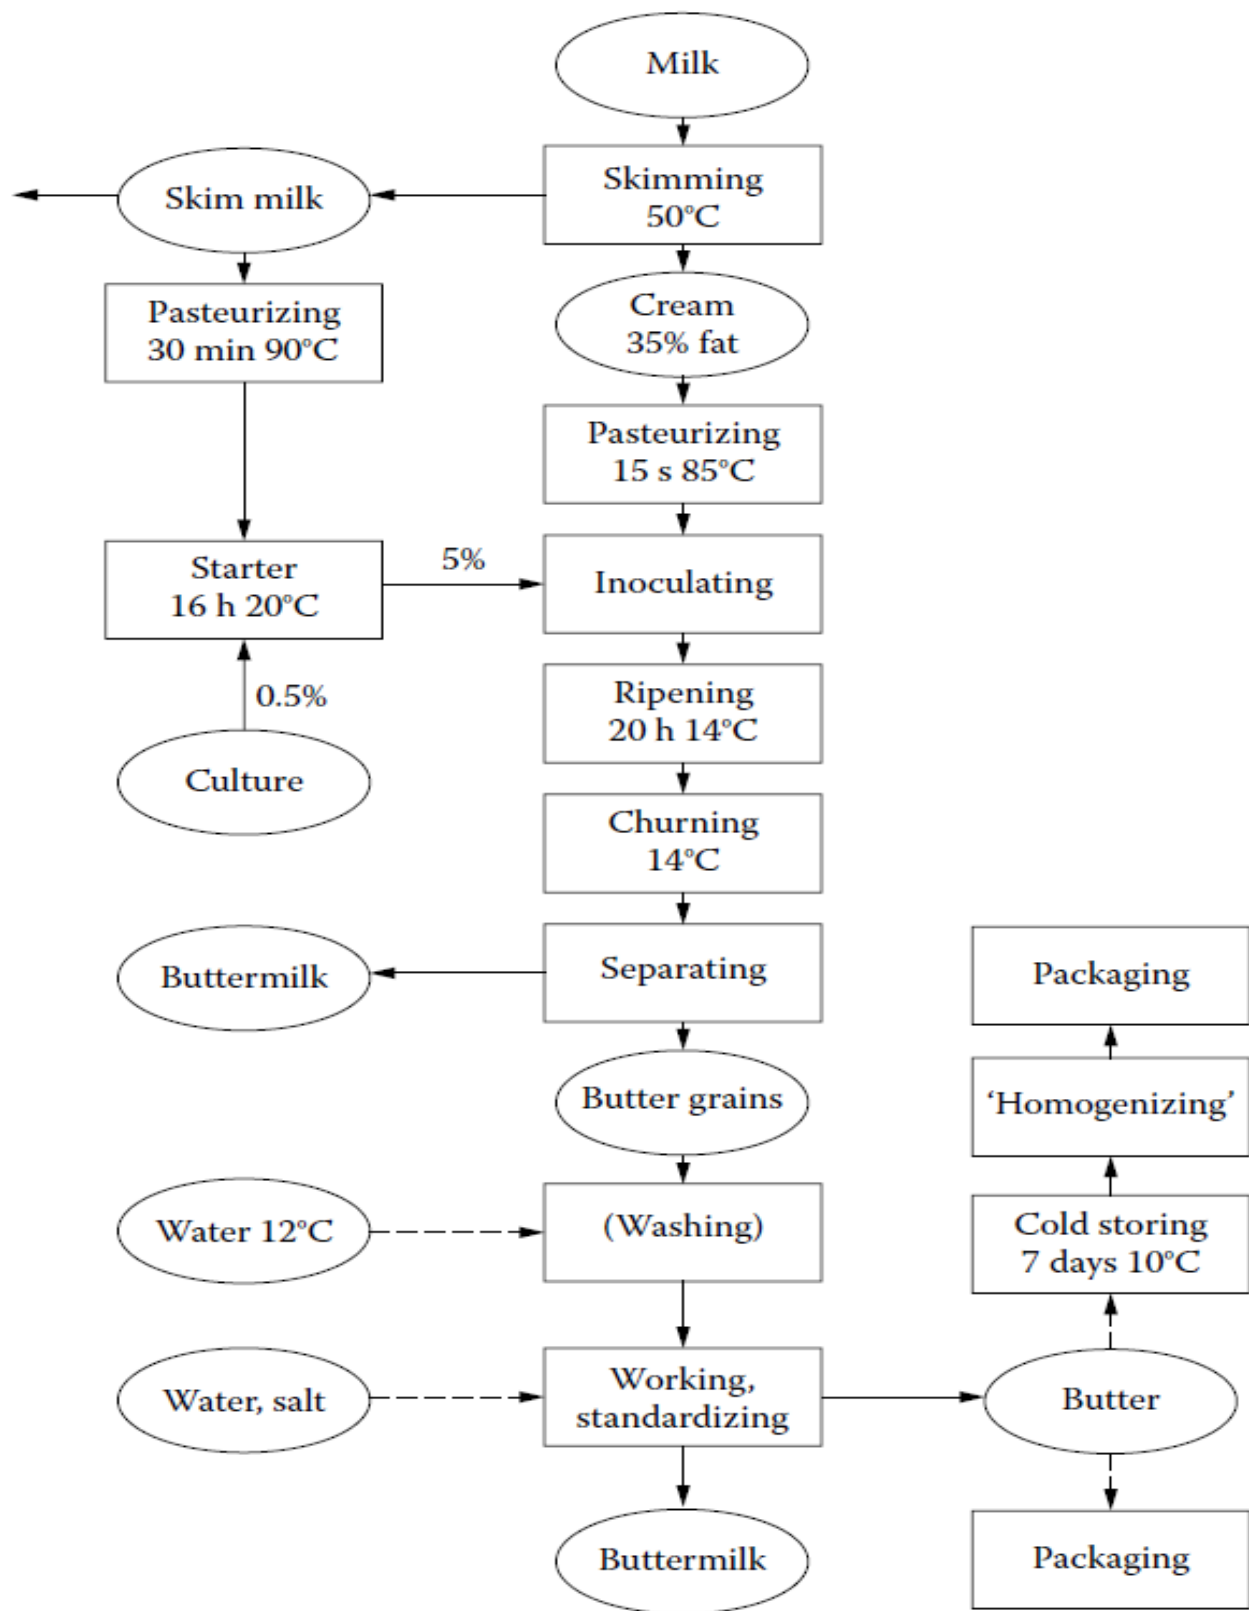 Milk
Skimming
50°C
Skim milk
Cream
35% fat
Pasteurizing
30 min 90°C
Pasteurizing
15 s 85°C
Starter
16 h 20°C
5%
Inoculating
0.5%
Culture
Ripening
20 h 14°C
Churning
14°C
Separating
Buttermilk
Packaging
Butter grains
‘Homogenizing’
Water 12°C
(Washing)
Cold storing
7 days 10°C
Water, salt
Working,
standardizing
Butter
Buttermilk
Packaging